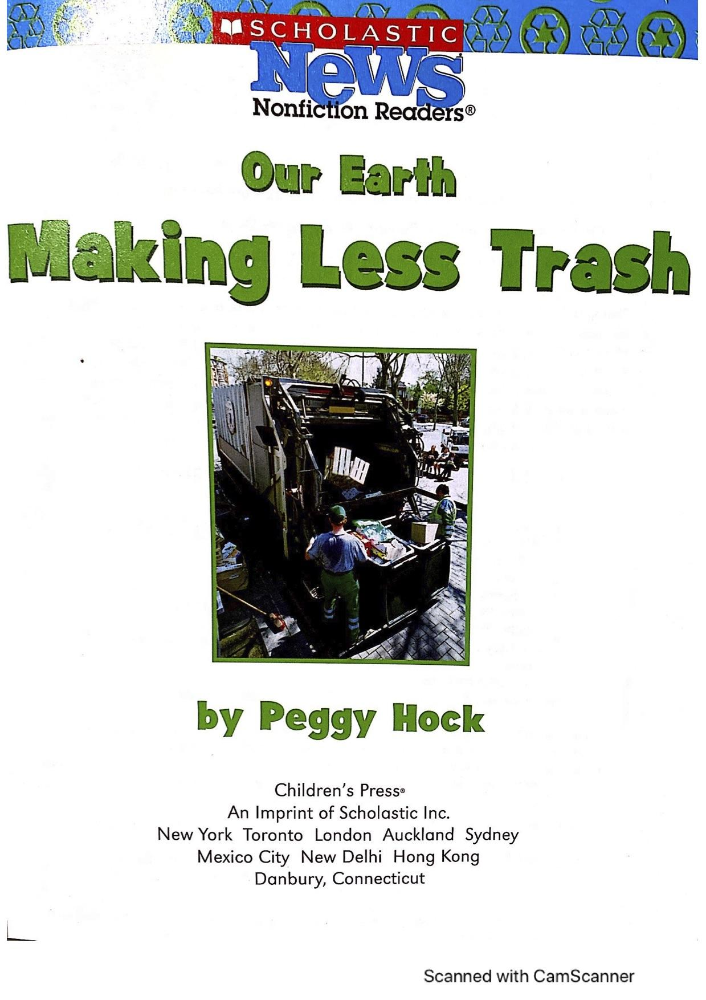 SCHOLASTIC
News
Nonfiction Readers®
Our Earth
Making Less Trash
by Peggy Hock
Children's Press®
An Imprint of Scholastic Inc.
New York Toronto London Auckland Sydney
Mexico City New Delhi Hong Kong
Danbury, Connecticut
Scanned with CamScanner